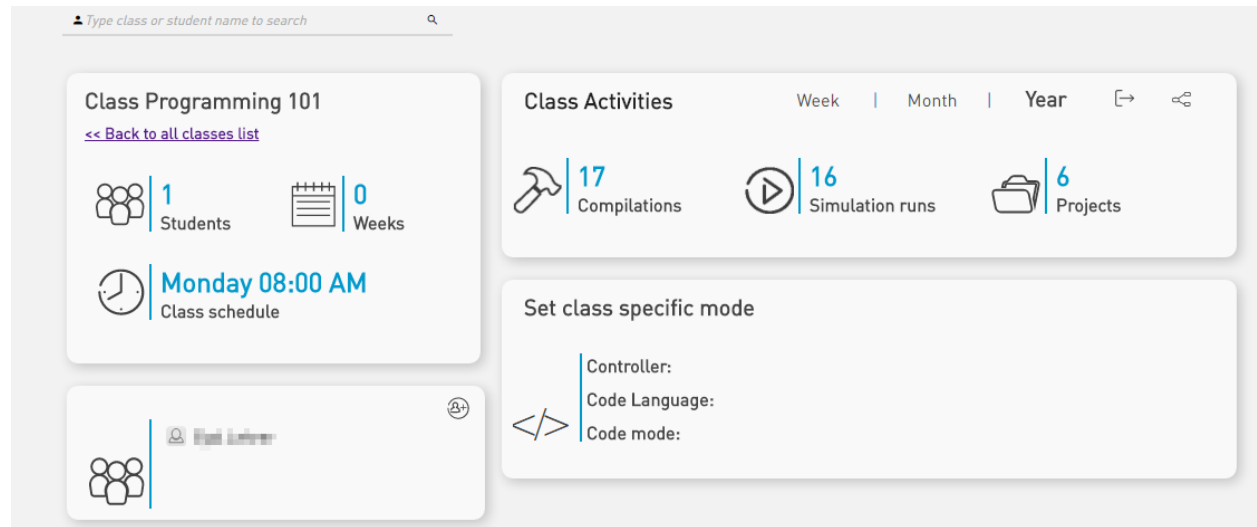 Type class or student name to search
Class Programming 101
<< Back to all classes list
1
Students
0
Weeks
Monday 08:00 AM
Class schedule
Class Activities
Week | Month | Year
17
Compilations
16
Simulation runs
6
Projects
Set class specific mode
Controller:
Code Language:
Code mode: